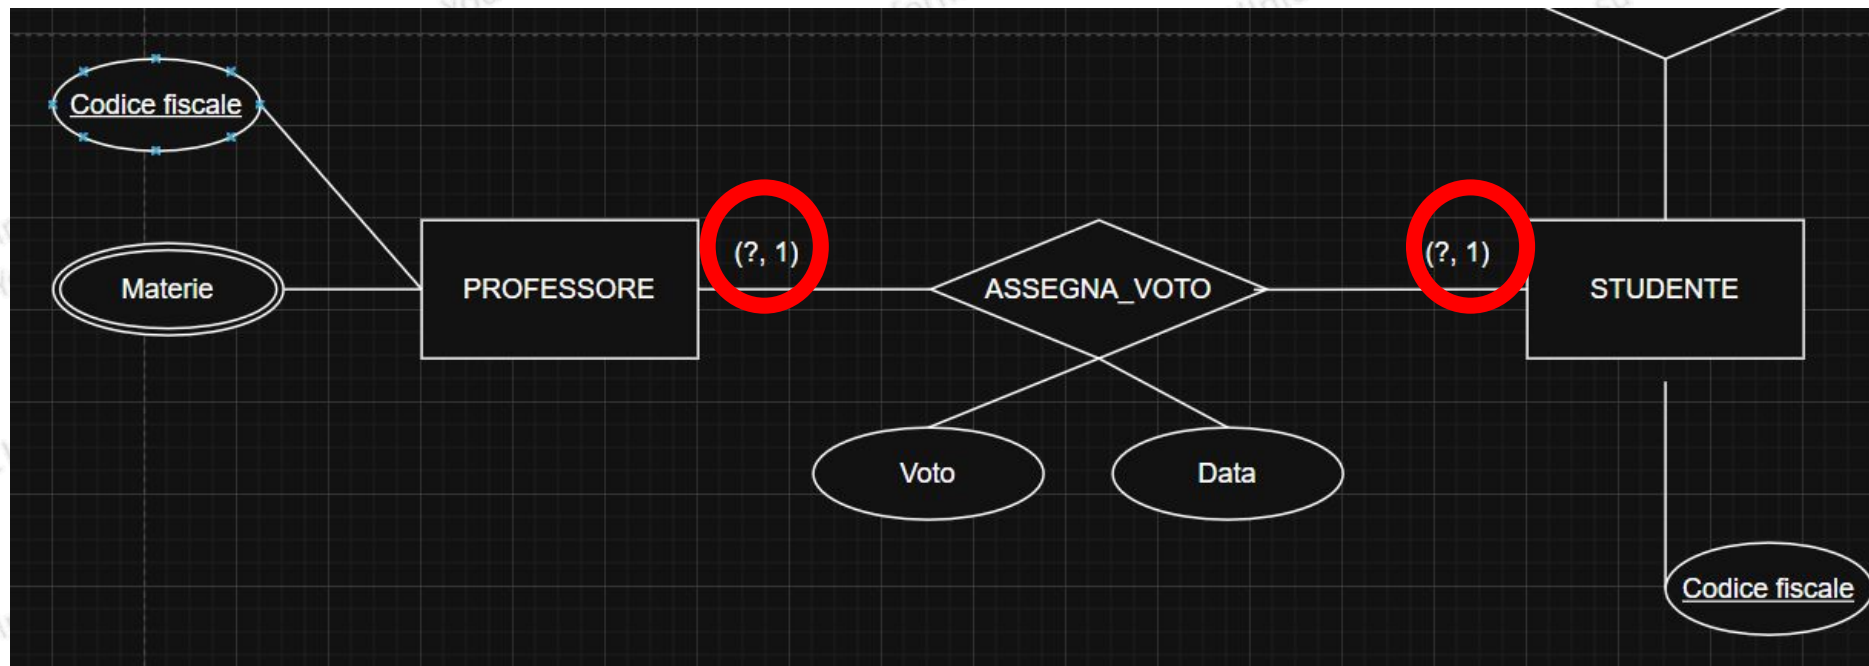 Codice fiscale
(?, 1)
(?, 1)
Materie
PROFESSORE
ASSEGNA_VOTO
STUDENTE
Voto
Data
Codice fiscale